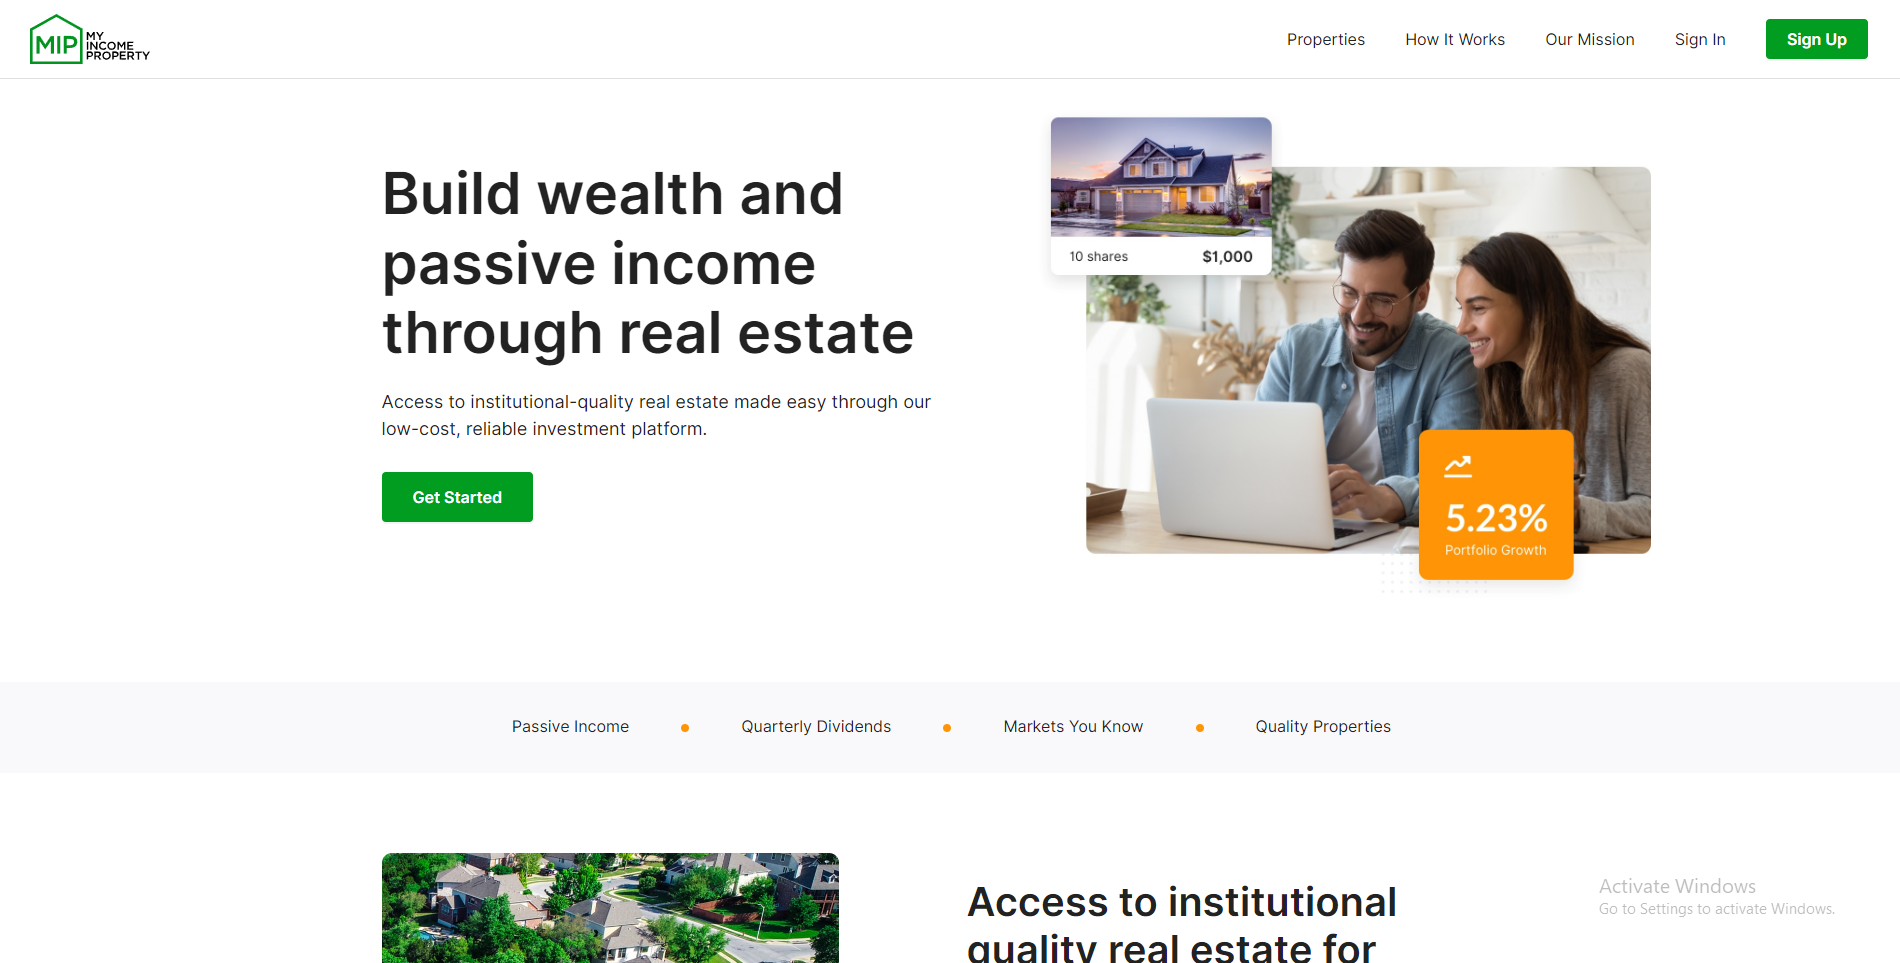 MIP MY
INCOME
PROPERTY
Properties
How It Works
Our Mission
Sign In
Sign Up
Build wealth and
passive income
through real estate
Access to institutional-quality real estate made easy through our
low-cost, reliable investment platform.
Get Started
10 shares $1,000
5.23%
Portfolio Growth
Passive Income
Quarterly Dividends
Markets You Know
Quality Properties
Access to institutional
quality real estate for
Activate Windows
Go to Settings to activate Windows.